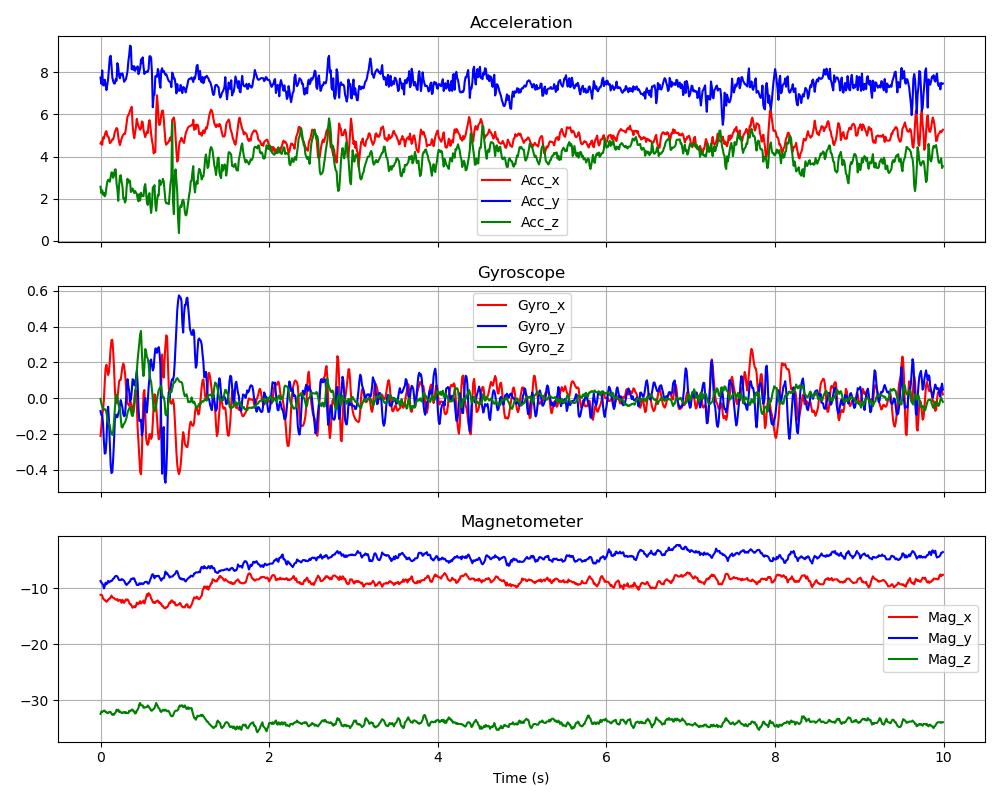 Acceleration
8
6
4
2
0
Acc_x
Acc_y
Acc_z
Gyroscope
0.6
0.4
0.2
0.0
−0.2
−0.4
Gyro_x
Gyro_y
Gyro_z
Magnetometer
−10
−20
−30
Mag_x
Mag_y
Mag_z
0 2 4 6 8 10
Time (s)